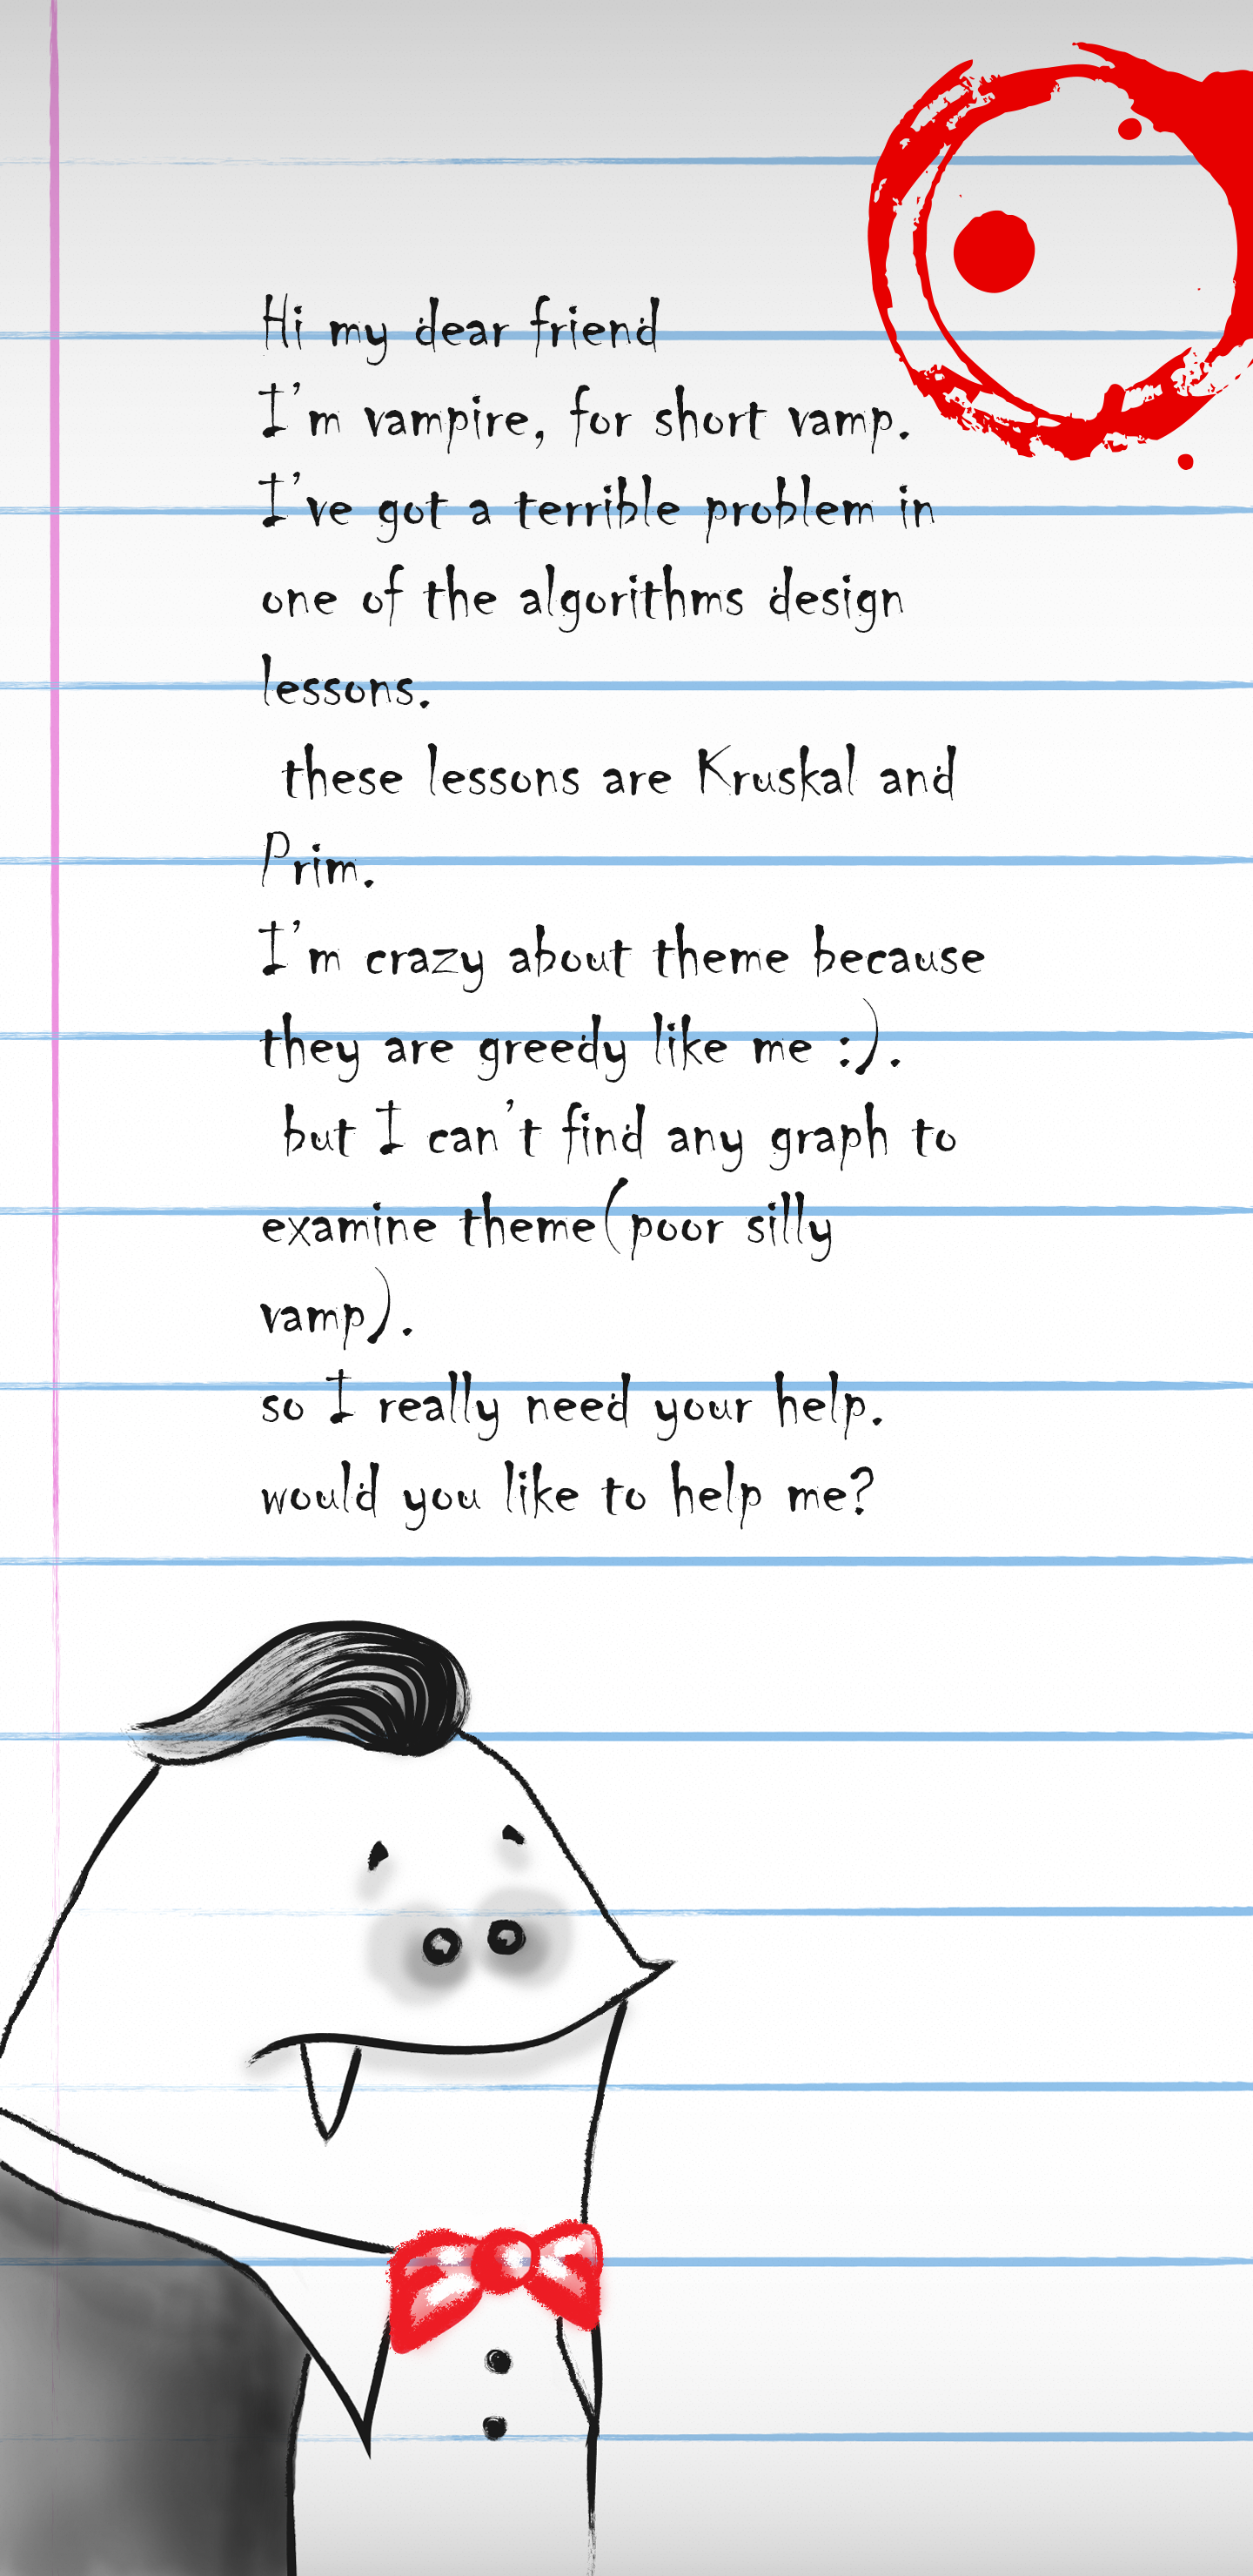 Hi my dear friend
I'm vampire, for short vamp.
I've got a terrible problem in
one of the algorithms design
lessons.
these lessons are Kruskal and
Prim.
I'm crazy about theme because
they are greedy like me :).
but I can't find any graph to
examine theme(poor silly
vamp).
so I really need your help.
would you like to help me?